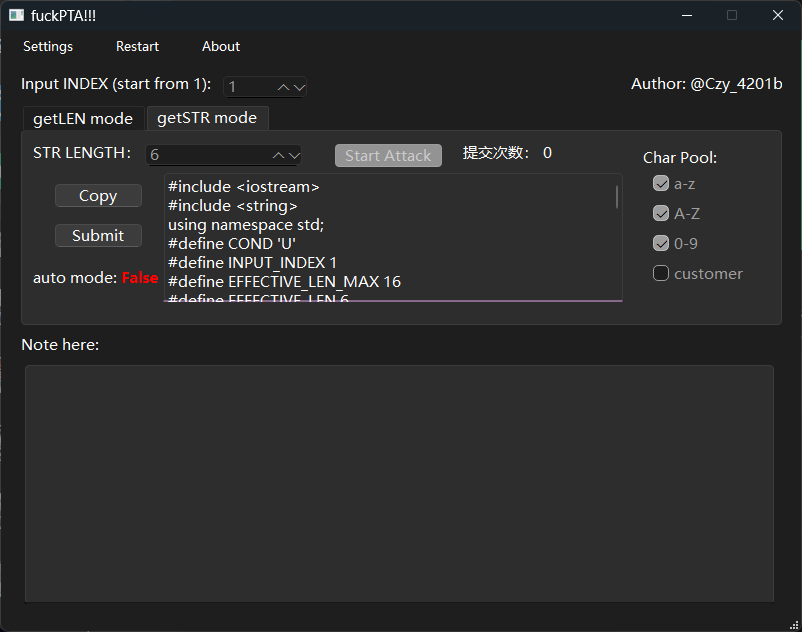 fuckPTA!!!
Settings Restart About
Input INDEX (start from 1): 1 Author: @Czy_4201b
getLEN mode getSTR mode
STR LENGTH: 6 Start Attack 提交次数: 0 Char Pool:
Copy
Submit
auto mode: False
#include <iostream>
#include <string>
using namespace std;
#define COND 'U'
#define INPUT_INDEX 1
#define EFFECTIVE_LEN_MAX 16
#define EFFECTIVE_LEN 6
a-z
A-Z
0-9
customer
Note here: